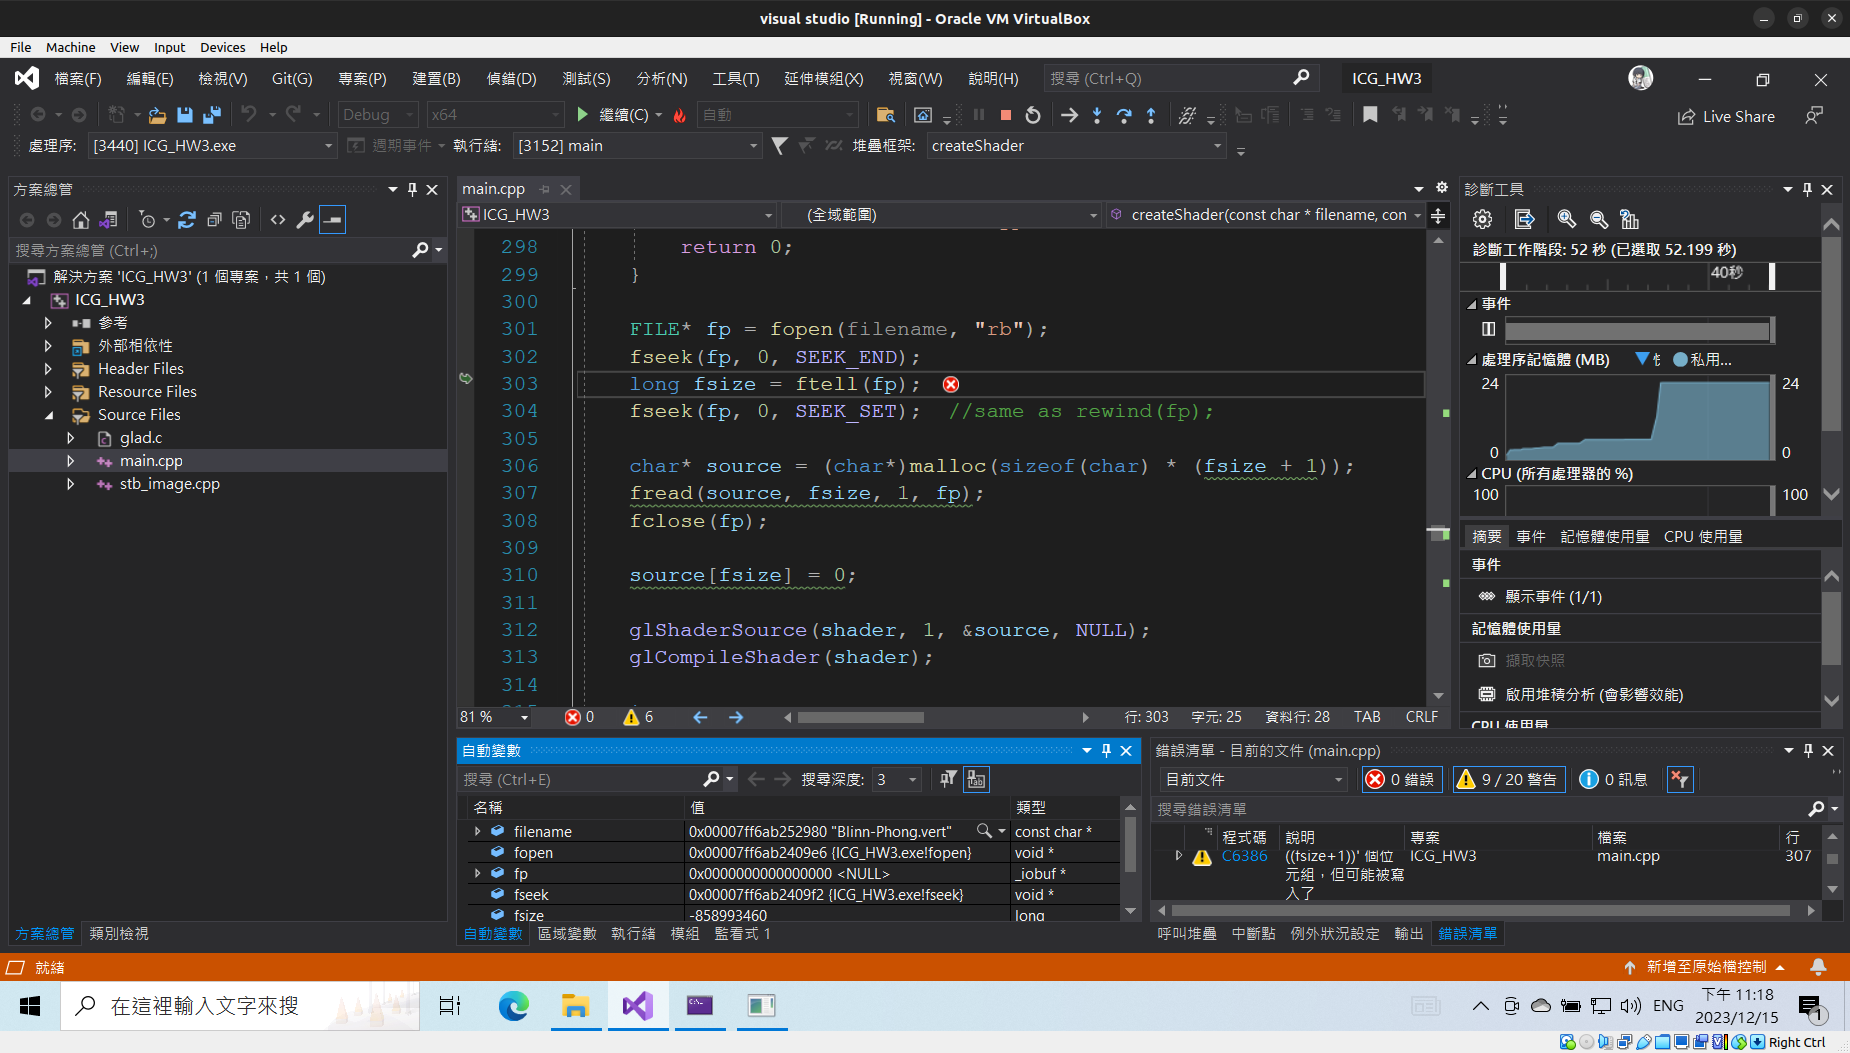 visual studio [Running] - Oracle VM VirtualBox
File Machine View Input Devices Help
檔案(F) 編輯(E) 檢視(V) Git(G) 專案(P) 建置(B) 偵錯(D) 測試(S) 分析(N) 工具(T) 延伸模組(X) 視窗(W) 說明(H) 搜尋 (Ctrl+Q) ICG_HW3
Debug x64 繼續(C) 自動 Live Share
處理序: [3440] ICG_HW3.exe 週期事件 執行緒: [3152] main 堆疊框架: createShader
方案總管
搜尋方案總管 (Ctrl+;)
解決方案 'ICG_HW3' (1 個專案，共 1 個)
ICG_HW3
參考
外部相依性
Header Files
Resource Files
Source Files
glad.c
main.cpp
stb_image.cpp
方案總管 類別檢視
main.cpp
ICG_HW3 (全域範圍) createShader(const char * filename, con
298 return 0;
299 }
300
301 FILE* fp = fopen(filename, "rb");
302 fseek(fp, 0, SEEK_END);
303 long fsize = ftell(fp);
304 fseek(fp, 0, SEEK_SET); //same as rewind(fp);
305
306 char* source = (char*)malloc(sizeof(char) * (fsize + 1));
307 fread(source, fsize, 1, fp);
308 fclose(fp);
309
310 source[fsize] = 0;
311
312 glShaderSource(shader, 1, &source, NULL);
313 glCompileShader(shader);
314
81 % 0 6 行: 303 字元: 25 資料行: 28 TAB CRLF
診斷工具
診斷工作階段: 52 秒 (已選取 52.199 秒)
40秒
事件
處理序記憶體 (MB) 私用...
24 24
0 0
CPU (所有處理器的 %)
100 100
摘要 事件 記憶體使用量 CPU 使用量
事件
顯示事件 (1/1)
記憶體使用量
擷取快照
啟用堆積分析 (會影響效能)
CPU 使用量
自動變數
搜尋 (Ctrl+E) 搜尋深度: 3
名稱 值 類型
filename 0x00007ff6ab252980 "Blinn-Phong.vert" const char *
fopen 0x00007ff6ab2409e6 {ICG_HW3.exe!fopen} void *
fp 0x0000000000000000 <NULL> _iobuf *
fseek 0x00007ff6ab2409f2 {ICG_HW3.exe!fseek} void *
fsize -858993460 long
自動變數 區域變數 執行緒 模組 監看式 1
錯誤清單 - 目前的文件 (main.cpp)
目前文件 0 錯誤 9 / 20 警告 0 訊息
搜尋錯誤清單
程式碼 說明 專案 檔案 行
C6386 ((fsize+1))' 個位 ICG_HW3 main.cpp 307
元組，但可能被寫
入了
呼叫堆疊 中斷點 例外狀況設定 輸出 錯誤清單
就緒 新增至原始檔控制
在這裡輸入文字來搜 ENG 下午 11:18
2023/12/15
1
Right Ctrl